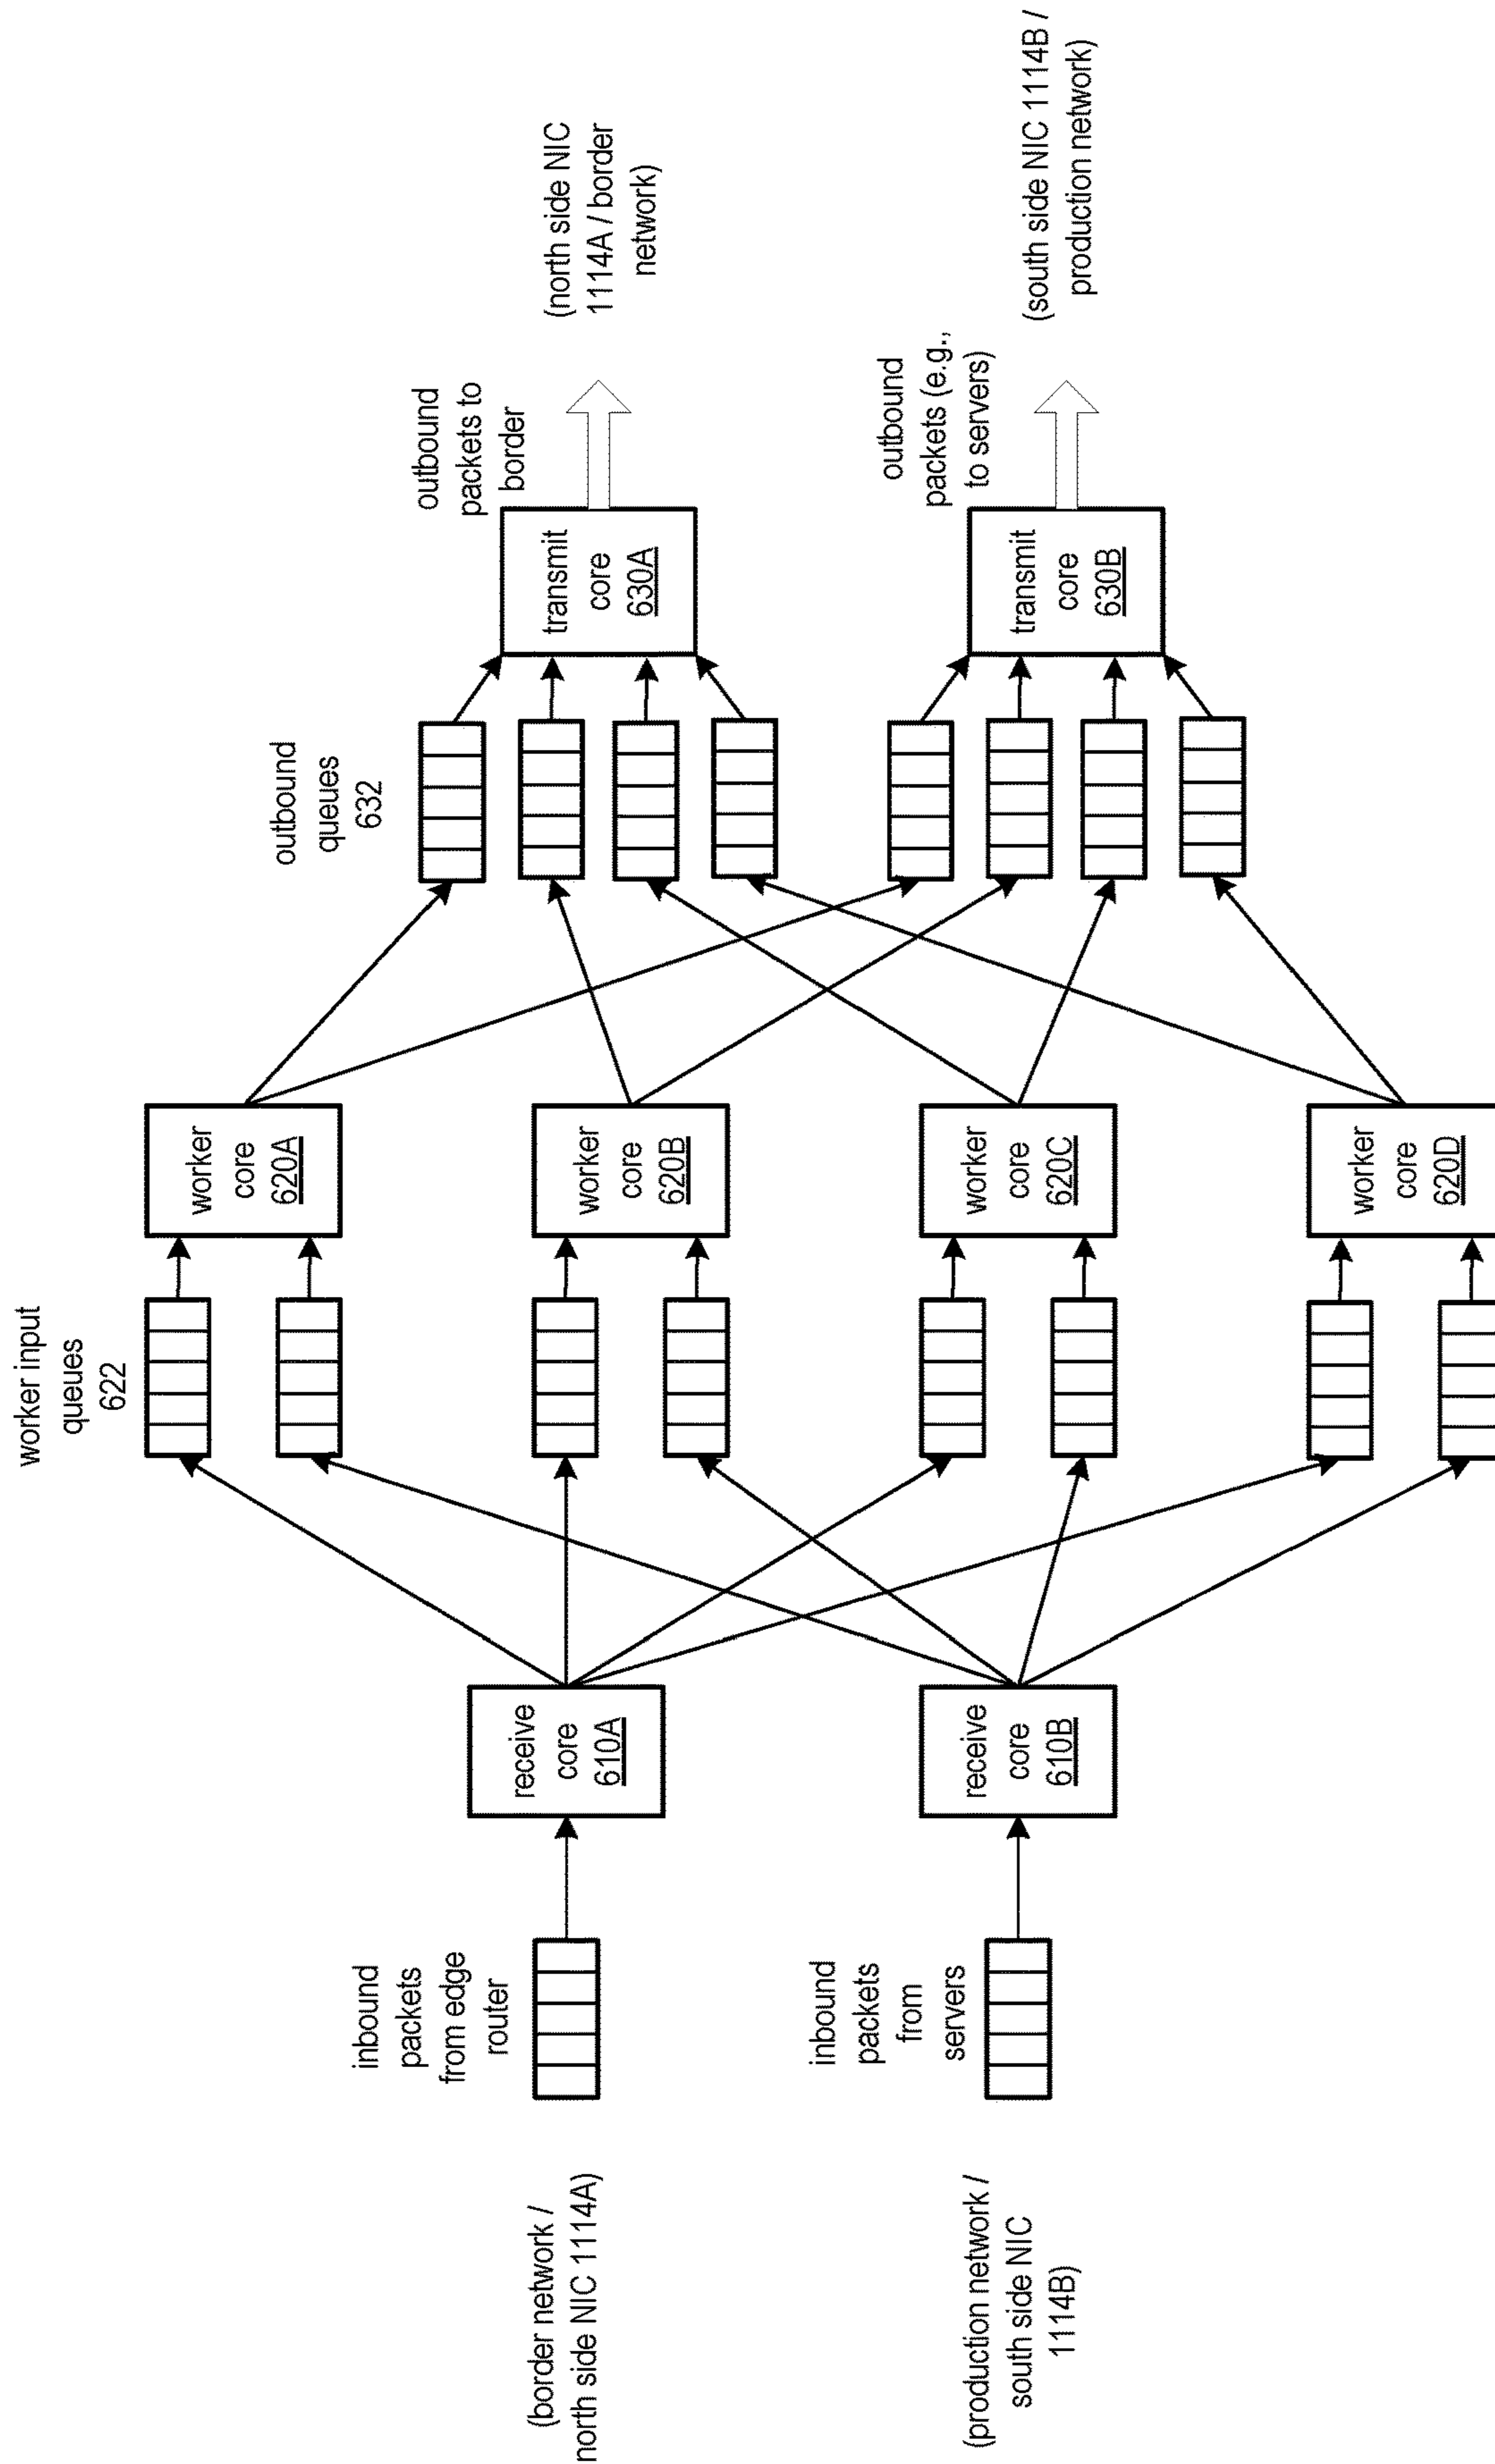 (border network /
north side NIC 1114A)
(production network /
south side NIC
1114B)
inbound
packets
from edge
router
inbound
packets
from
servers
receive
core
610A
receive
core
610B
worker input
queues
622
worker
core
620A
worker
core
620B
worker
core
620C
worker
core
620D
outbound
queues
632
transmit
core
630A
transmit
core
630B
outbound
packets to
border
outbound
packets (e.g.,
to servers)
(north side NIC
1114A / border
network)
(south side NIC 1114B /
production network)